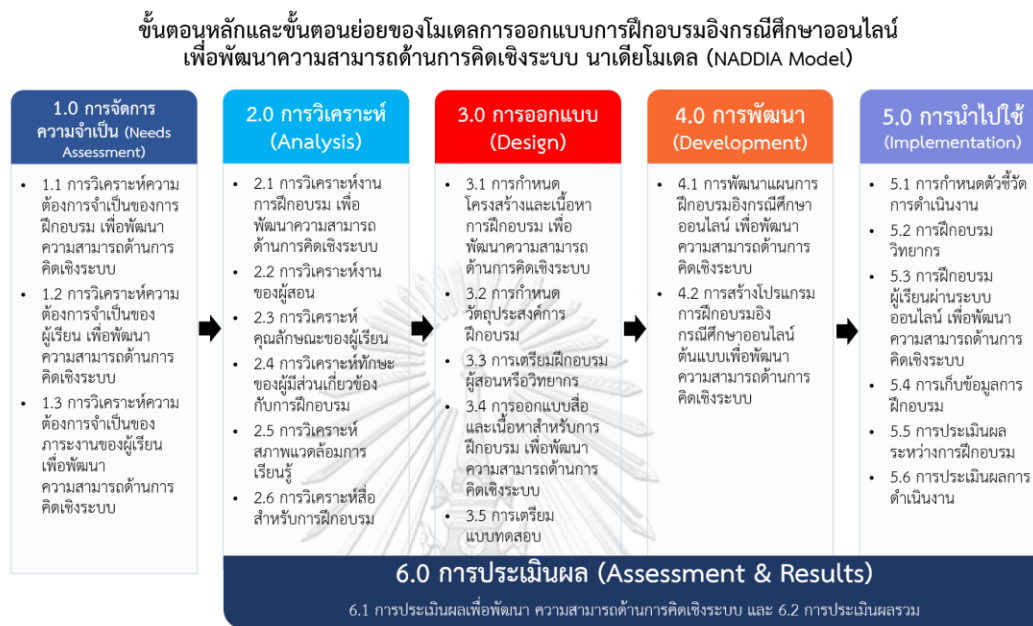 ขั้นตอนหลักและขั้นตอนย่อยของโมเดลการออกแบบการฝึกอบรมอิงกรณีศึกษาออนไลน์
เพื่อพัฒนาความสามารถด้านการคิดเชิงระบบ นาเดียโมเดล (NADDIA Model)
1.0 การจัดการ
ความจำเป็น (Needs
Assessment)
• 1.1 การวิเคราะห์ความ
ต้องการจำเป็นของการ
ฝึกอบรม เพื่อพัฒนา
ความสามารถด้านการ
คิดเชิงระบบ
• 1.2 การวิเคราะห์ความ
ต้องการจำเป็นของ
ผู้เรียน เพื่อพัฒนา
ความสามารถด้านการ
คิดเชิงระบบ
• 1.3 การวิเคราะห์ความ
ต้องการจำเป็นของ
ภาระงานของผู้เรียน
เพื่อพัฒนา
ความสามารถด้านการ
คิดเชิงระบบ
2.0 การวิเคราะห์
(Analysis)
• 2.1 การวิเคราะห์งาน
การฝึกอบรม เพื่อ
พัฒนาความสามารถ
ด้านการคิดเชิงระบบ
• 2.2 การวิเคราะห์งาน
ของผู้สอน
• 2.3 การวิเคราะห์
คุณลักษณะของผู้เรียน
• 2.4 การวิเคราะห์ทักษะ
ของผู้มีส่วนเกี่ยวข้อง
กับการฝึกอบรม
• 2.5 การวิเคราะห์
สภาพแวดล้อมการ
เรียนรู้
• 2.6 การวิเคราะห์สื่อ
สำหรับการฝึกอบรม
3.0 การออกแบบ
(Design)
• 3.1 การกำหนด
โครงสร้างและเนื้อหา
การฝึกอบรม เพื่อ
พัฒนาความสามารถ
ด้านการคิดเชิงระบบ
• 3.2 การกำหนด
วัตถุประสงค์การ
ฝึกอบรม
• 3.3 การเตรียมฝึกอบรม
ผู้สอนหรือวิทยากร
• 3.4 การออกแบบสื่อ
และเนื้อหาสำหรับการ
ฝึกอบรม เพื่อพัฒนา
ความสามารถด้านการ
คิดเชิงระบบ
• 3.5 การเตรียม
แบบทดสอบ
4.0 การพัฒนา
(Development)
• 4.1 การพัฒนาแผนการ
ฝึกอบรมอิงกรณีศึกษา
ออนไลน์ เพื่อพัฒนา
ความสามารถด้านการ
คิดเชิงระบบ
• 4.2 การสร้างโปรแกรม
การฝึกอบรมอิง
กรณีศึกษาออนไลน์
ต้นแบบเพื่อพัฒนา
ความสามารถด้านการ
คิดเชิงระบบ
5.0 การนำไปใช้
(Implementation)
• 5.1 การกำหนดตัวชี้วัด
การดำเนินงาน
• 5.2 การฝึกอบรม
วิทยากร
• 5.3 การฝึกอบรม
ผู้เรียนผ่านระบบ
ออนไลน์ เพื่อพัฒนา
ความสามารถด้านการ
คิดเชิงระบบ
• 5.4 การเก็บข้อมูลการ
ฝึกอบรม
• 5.5 การประเมินผล
ระหว่างการฝึกอบรม
• 5.6 การประเมินผลการ
ดำเนินงาน
6.0 การประเมินผล (Assessment & Results)
6.1 การประเมินผลเพื่อพัฒนา ความสามารถด้านการคิดเชิงระบบ และ 6.2 การประเมินผลรวม